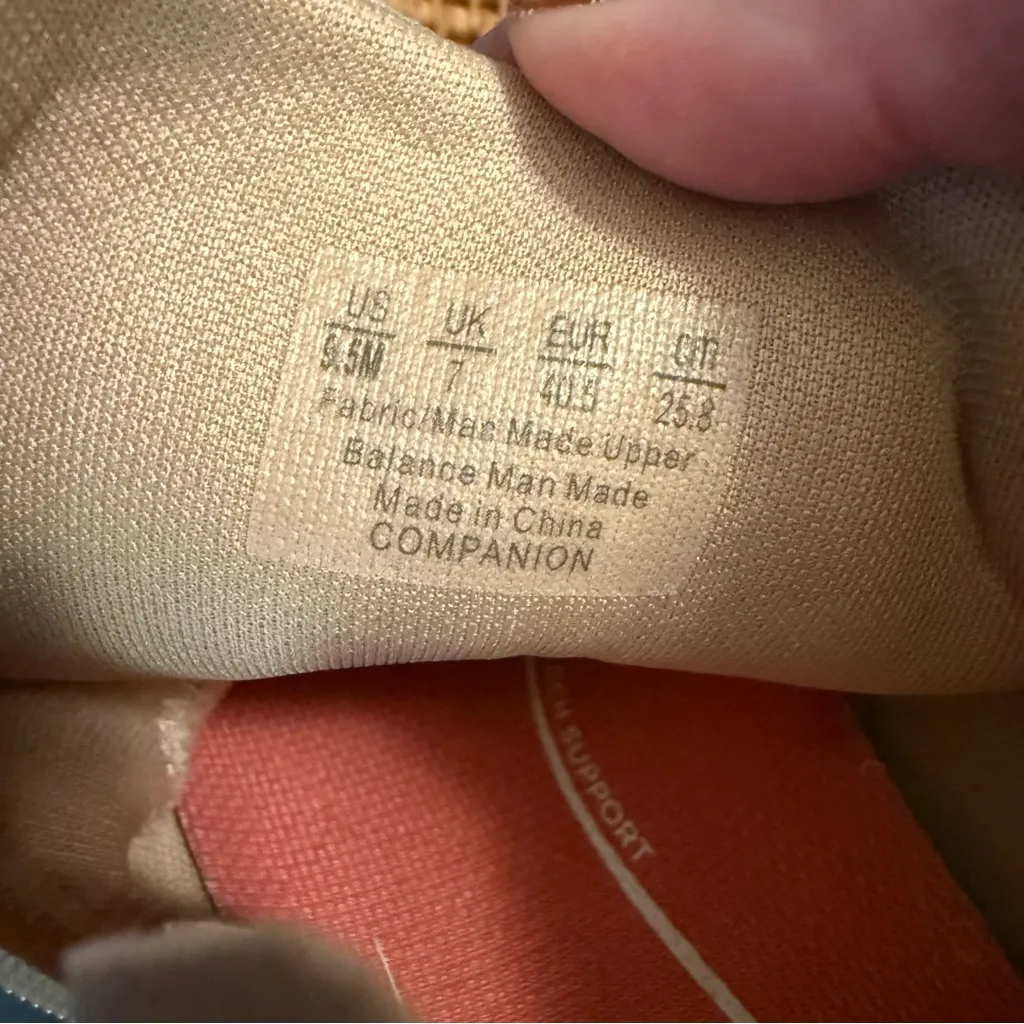 US UK EUR CIT
9.5M 7 40.5 25.8
Fabric/Man Made Upper
Balance Man Made
Made in China
COMPANION
SUPPORT